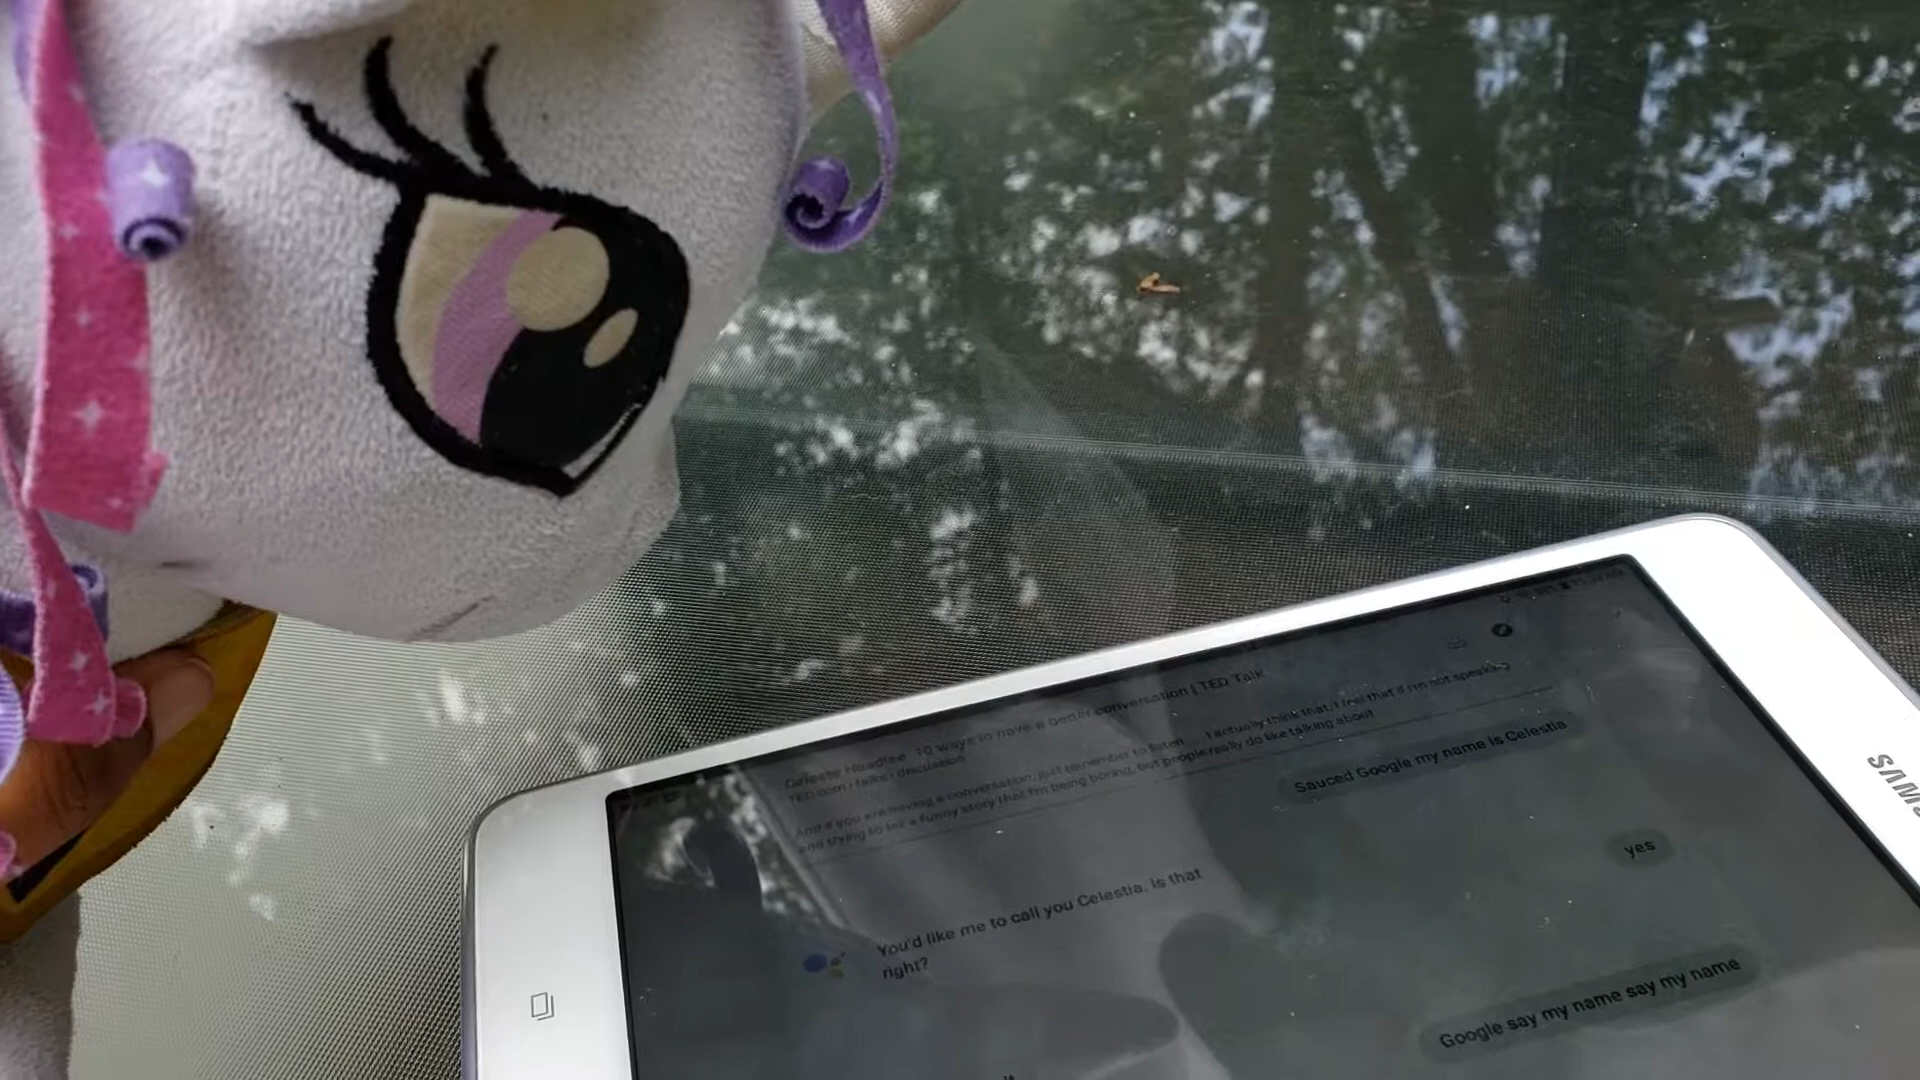 Celeste Headlee 10 ways to have a better conversation | TED Talk
TED.com › talks › discussion
And if you are having a conversation, just remember to listen ... I actually think that, I feel that if I'm not speaking
and trying to tell a funny story that I'm being boring, but people really do like talking about
Sauced Google my name is Celestia
yes
You'd like me to call you Celestia. Is that
right?
Google say my name say my name